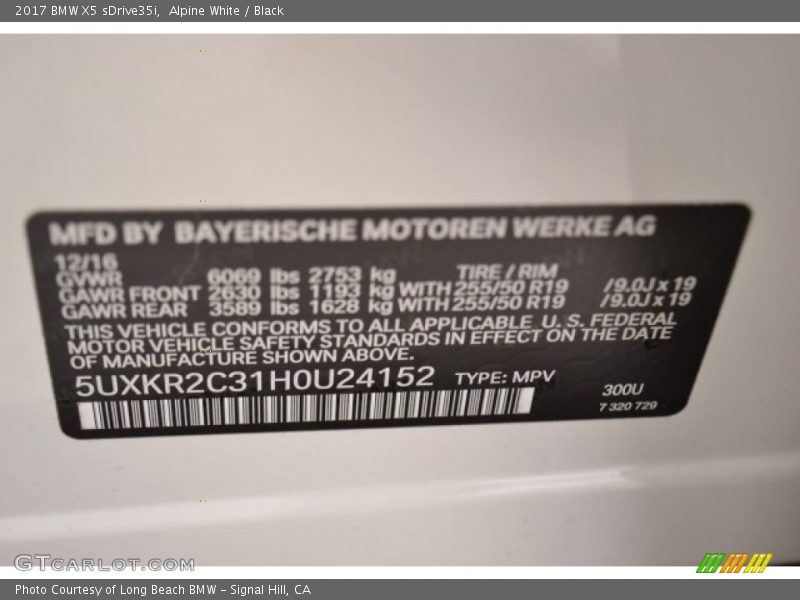 2017 BMW X5 sDrive35i, Alpine White / Black
MFD BY BAYERISCHE MOTOREN WERKE AG
12/16
GVWR 6069 lbs 2753 kg TIRE / RIM
GAWR FRONT 2630 lbs 1193 kg WITH 255/50 R19 /9.0J x 19
GAWR REAR 3589 lbs 1628 kg WITH 255/50 R19 /9.0J x 19
THIS VEHICLE CONFORMS TO ALL APPLICABLE U. S. FEDERAL
MOTOR VEHICLE SAFETY STANDARDS IN EFFECT ON THE DATE
OF MANUFACTURE SHOWN ABOVE.
5UXKR2C31H0U24152 TYPE: MPV
300U
7 320 729
GTCARLOT.COM
Photo Courtesy of Long Beach BMW - Signal Hill, CA